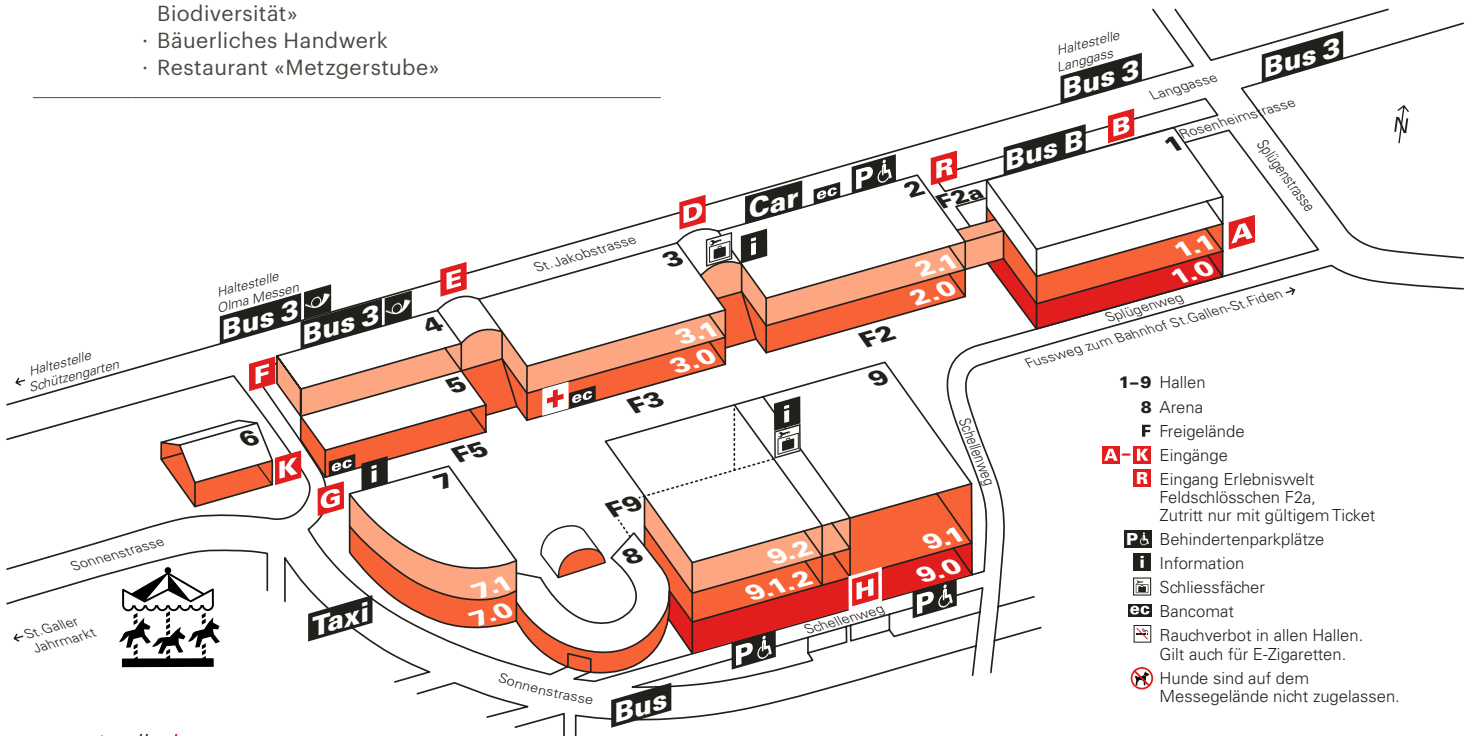 Biodiversität»
· Bäuerliches Handwerk
· Restaurant «Metzgerstube»
Haltestelle
Langgass
Bus 3
Bus 3
Langgasse
Rosenheimstrasse
Splügenstrasse
N
B
Bus B
R
P
ec
Car
D
1
2
F2a
A
1.1
1.0
Splügenweg
Fussweg zum Bahnhof St.Gallen-St.Fiden →
St.Jakobstrasse
i
3
2.1
2.0
F2
E
Haltestelle
Olma Messen
Bus 3
Bus 3
4
3.1
3.0
ec
F3
← Haltestelle
Schützengarten
F
5
F5
6
K
ec
i
G
7
7.1
7.0
F9
8
9
i
9.2
9.1.2
9.1
9.0
H
P
P
Schellenweg
Schellenweg
Sonnenstrasse
Sonnenstrasse
Taxi
Bus
←St.Galler
Jahrmarkt
1–9 Hallen
8 Arena
F Freigelände
A–K Eingänge
R Eingang Erlebniswelt
Feldschlösschen F2a,
Zutritt nur mit gültigem Ticket
P Behindertenparkplätze
i Information
Schliessfächer
ec Bancomat
Rauchverbot in allen Hallen.
Gilt auch für E-Zigaretten.
Hunde sind auf dem
Messegelände nicht zugelassen.